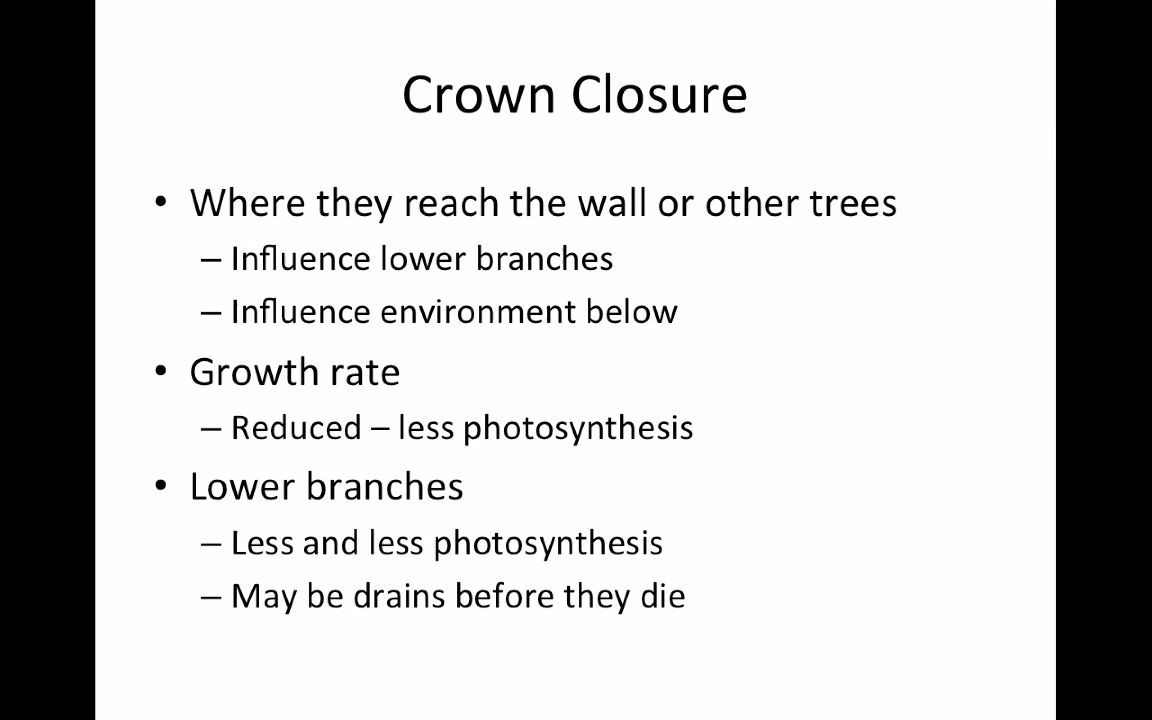 Crown Closure
• Where they reach the wall or other trees
– Influence lower branches
– Influence environment below
• Growth rate
– Reduced – less photosynthesis
• Lower branches
– Less and less photosynthesis
– May be drains before they die